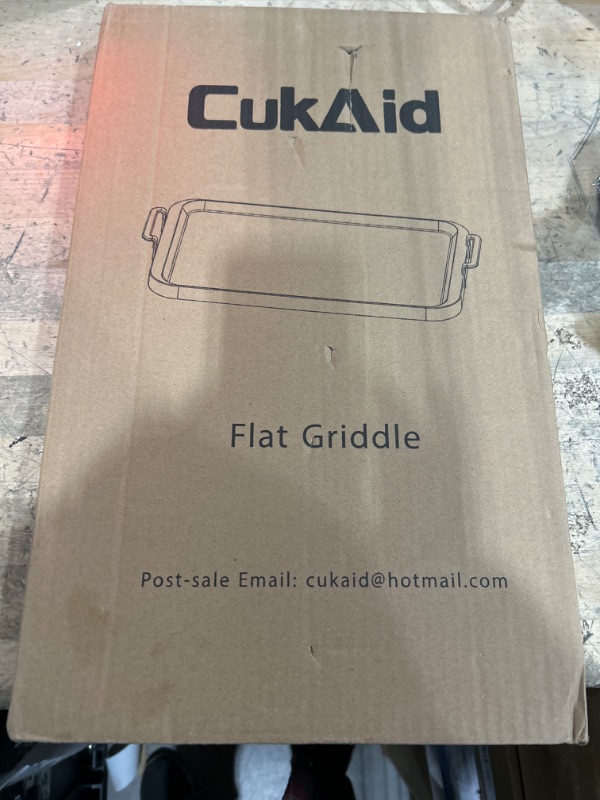 CukAid
Flat Griddle
Post-sale Email: cukaid@hotmail.com